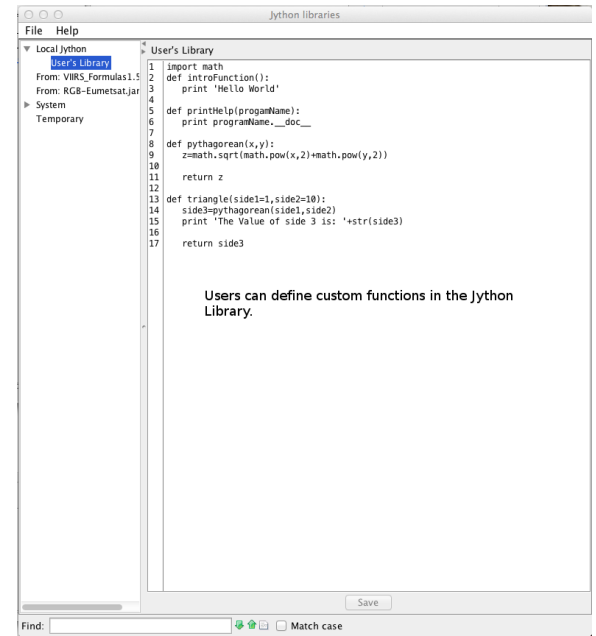 Jython libraries
File Help
Local Jython
User's Library
From: VIIRS_Formulas1.5
From: RGB-Eumetsat.jar
System
Temporary
User's Library
1 import math
2 def introFunction():
3 print 'Hello World'
4
5 def printHelp(progamName):
6 print programName.__doc__
7
8 def pythagorean(x,y):
9 z=math.sqrt(math.pow(x,2)+math.pow(y,2))
10
11 return z
12
13 def triangle(side1=1,side2=10):
14 side3=pythagorean(side1,side2)
15 print 'The Value of side 3 is: '+str(side3)
16
17 return side3
Users can define custom functions in the Jython
Library.
Save
Find: Match case